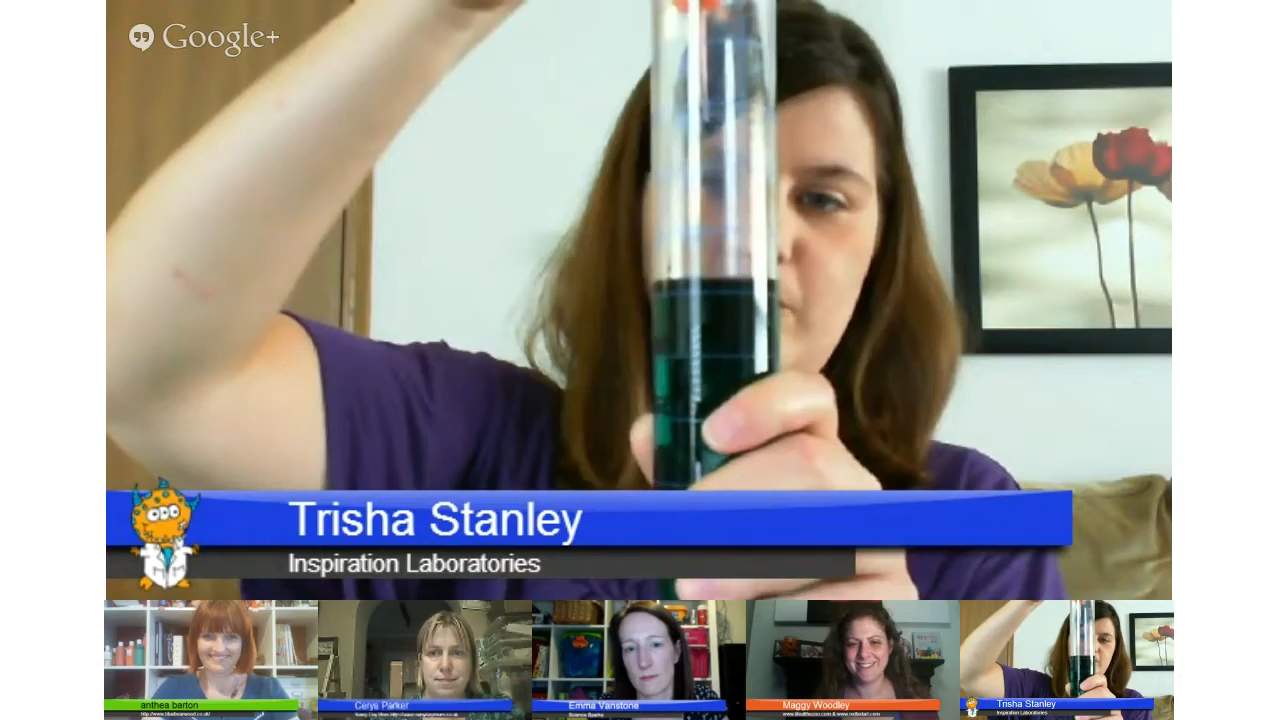 Google+
Trisha Stanley
Inspiration Laboratories
anthea barton
Cerys Parker
Emma Vanstone
Science Sparks
Maggy Woodley
Trisha Stanley
Inspiration Laboratories